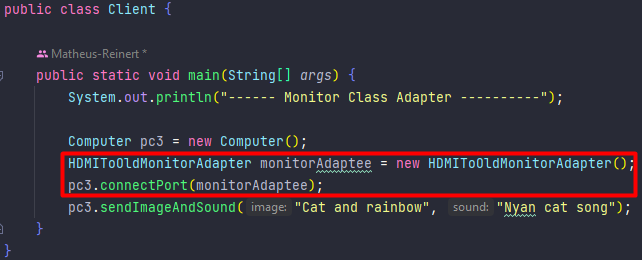 public class Client {
Matheus-Reinert *
public static void main(String[] args) {
System.out.println("------ Monitor Class Adapter ----------");
Computer pc3 = new Computer();
HDMIToOldMonitorAdapter monitorAdaptee = new HDMIToOldMonitorAdapter();
pc3.connectPort(monitorAdaptee);
pc3.sendImageAndSound( image: "Cat and rainbow", sound: "Nyan cat song");
}
}